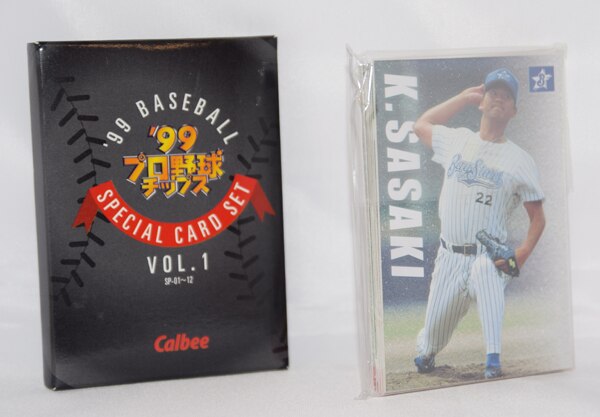 '99 BASEBALL
'99
プロ野球
チップス
SPECIAL CARD SET
VOL.1
SP-01～12
Calbee
K. SASAKI
BayStars
22